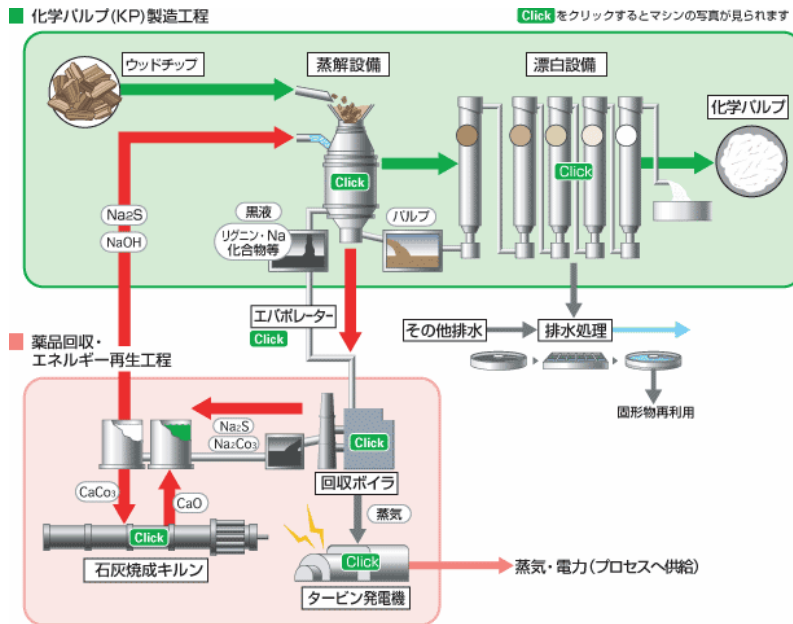 化学パルプ(KP)製造工程
Clickをクリックするとマシンの写真が見られます
ウッドチップ
蒸解設備
漂白設備
化学パルプ
Click
Click
Na2S
NaOH
黒液
リグニン・Na
化合物等
パルプ
エバポレーター
Click
その他排水
排水処理
固形物再利用
薬品回収・
エネルギー再生工程
Na2S
Na2Co3
Click
回収ボイラ
CaCo3
CaO
蒸気
Click
石灰焼成キルン
Click
タービン発電機
蒸気・電力(プロセスへ供給)